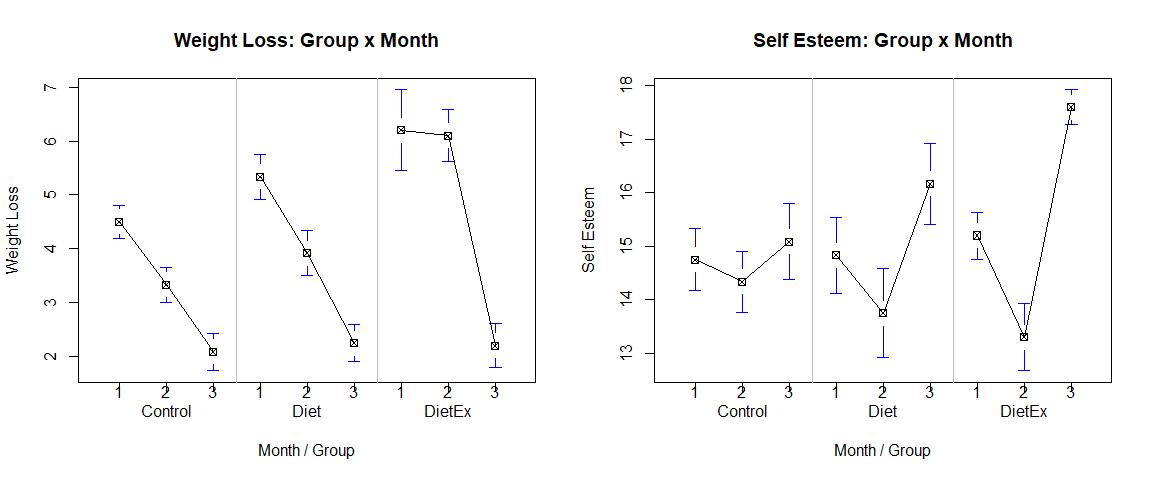 Weight Loss: Group x Month
Weight Loss
7
6
5
4
3
2
1 2 3 1 2 3 1 2 3
Control Diet DietEx
Month / Group
Self Esteem: Group x Month
Self Esteem
18
17
16
15
14
13
1 2 3 1 2 3 1 2 3
Control Diet DietEx
Month / Group